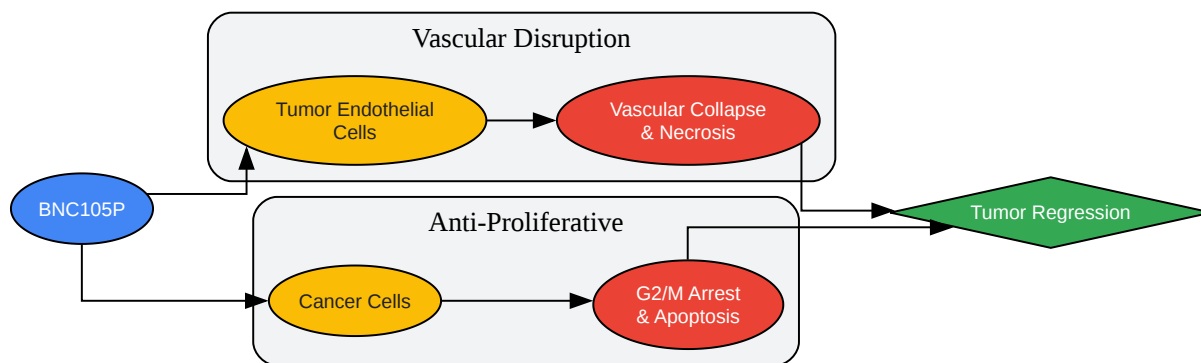 Vascular Disruption
Tumor Endothelial
Cells
Vascular Collapse
& Necrosis
BNC105P
Tumor Regression
Anti-Proliferative
Cancer Cells
G2/M Arrest
& Apoptosis